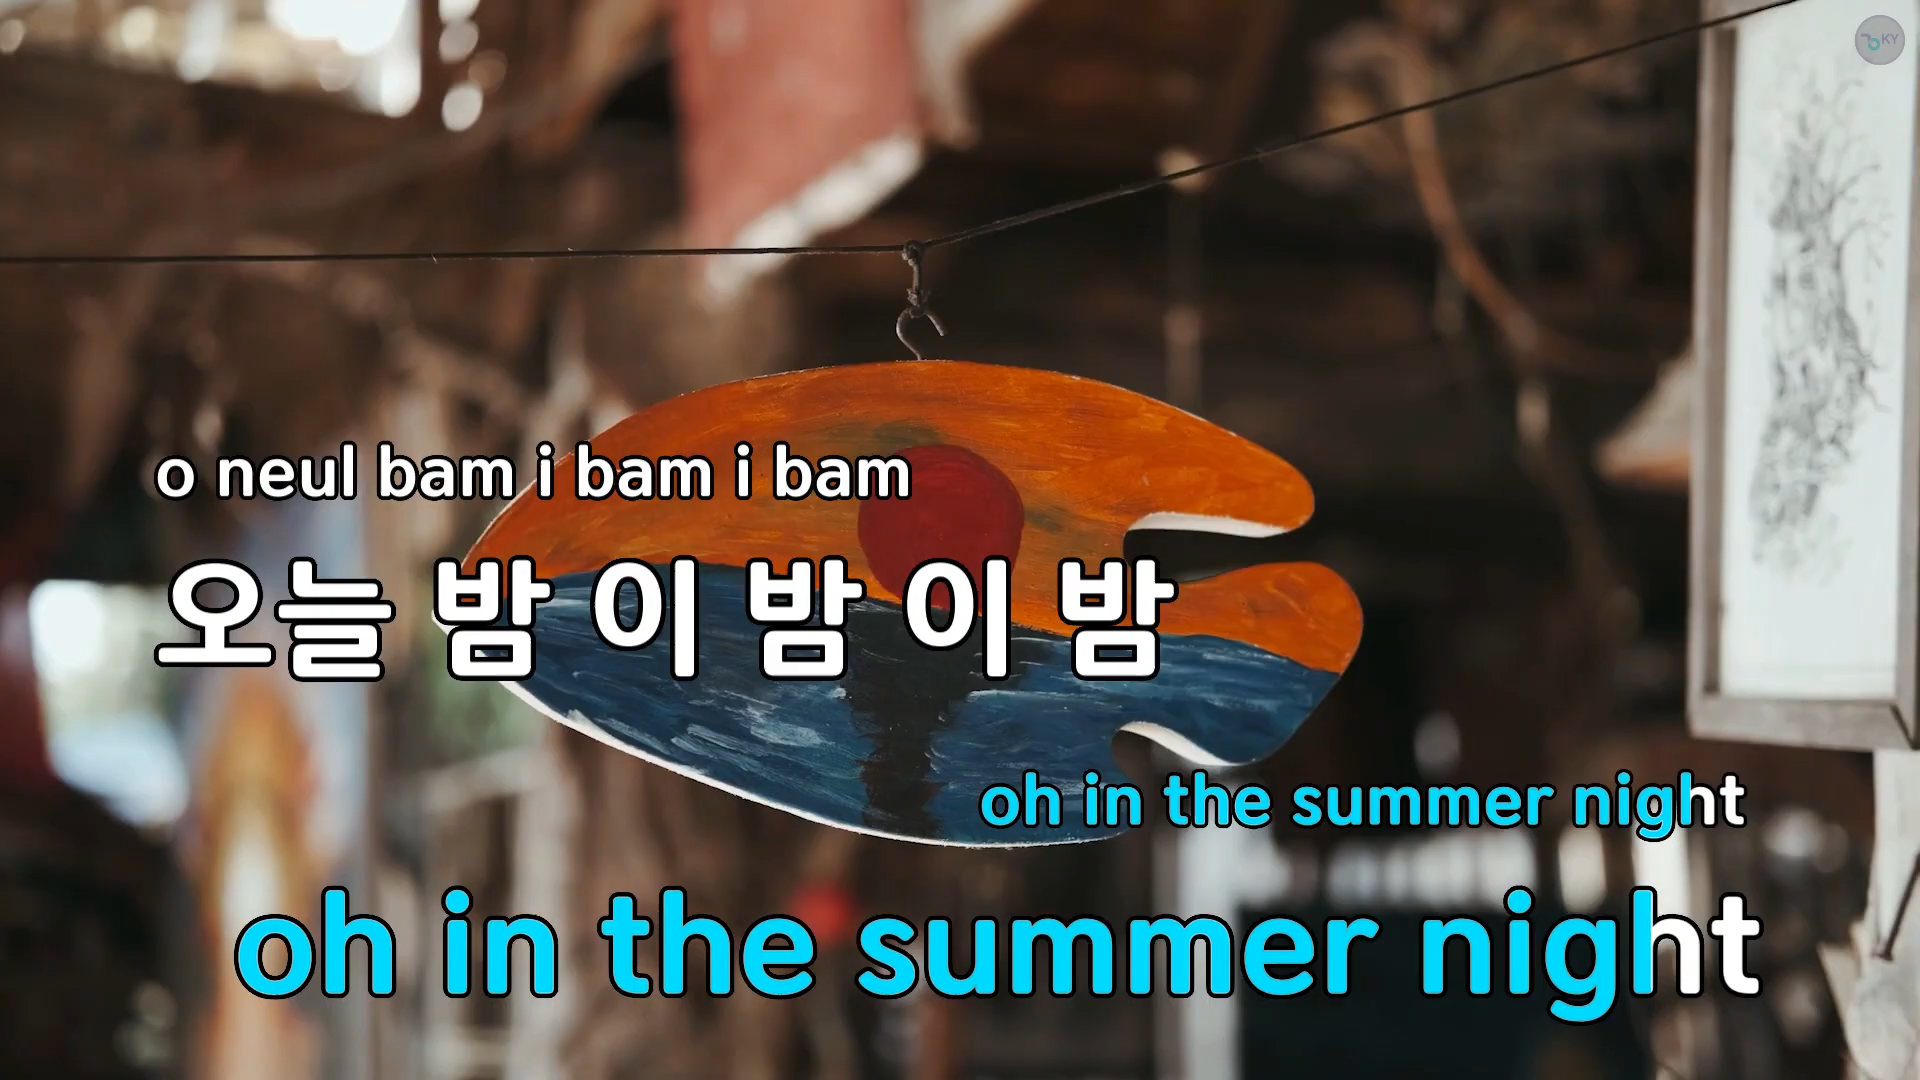 KY
o neul bam i bam i bam
오늘 밤 이 밤 이 밤
oh in the summer night
oh in the summer night